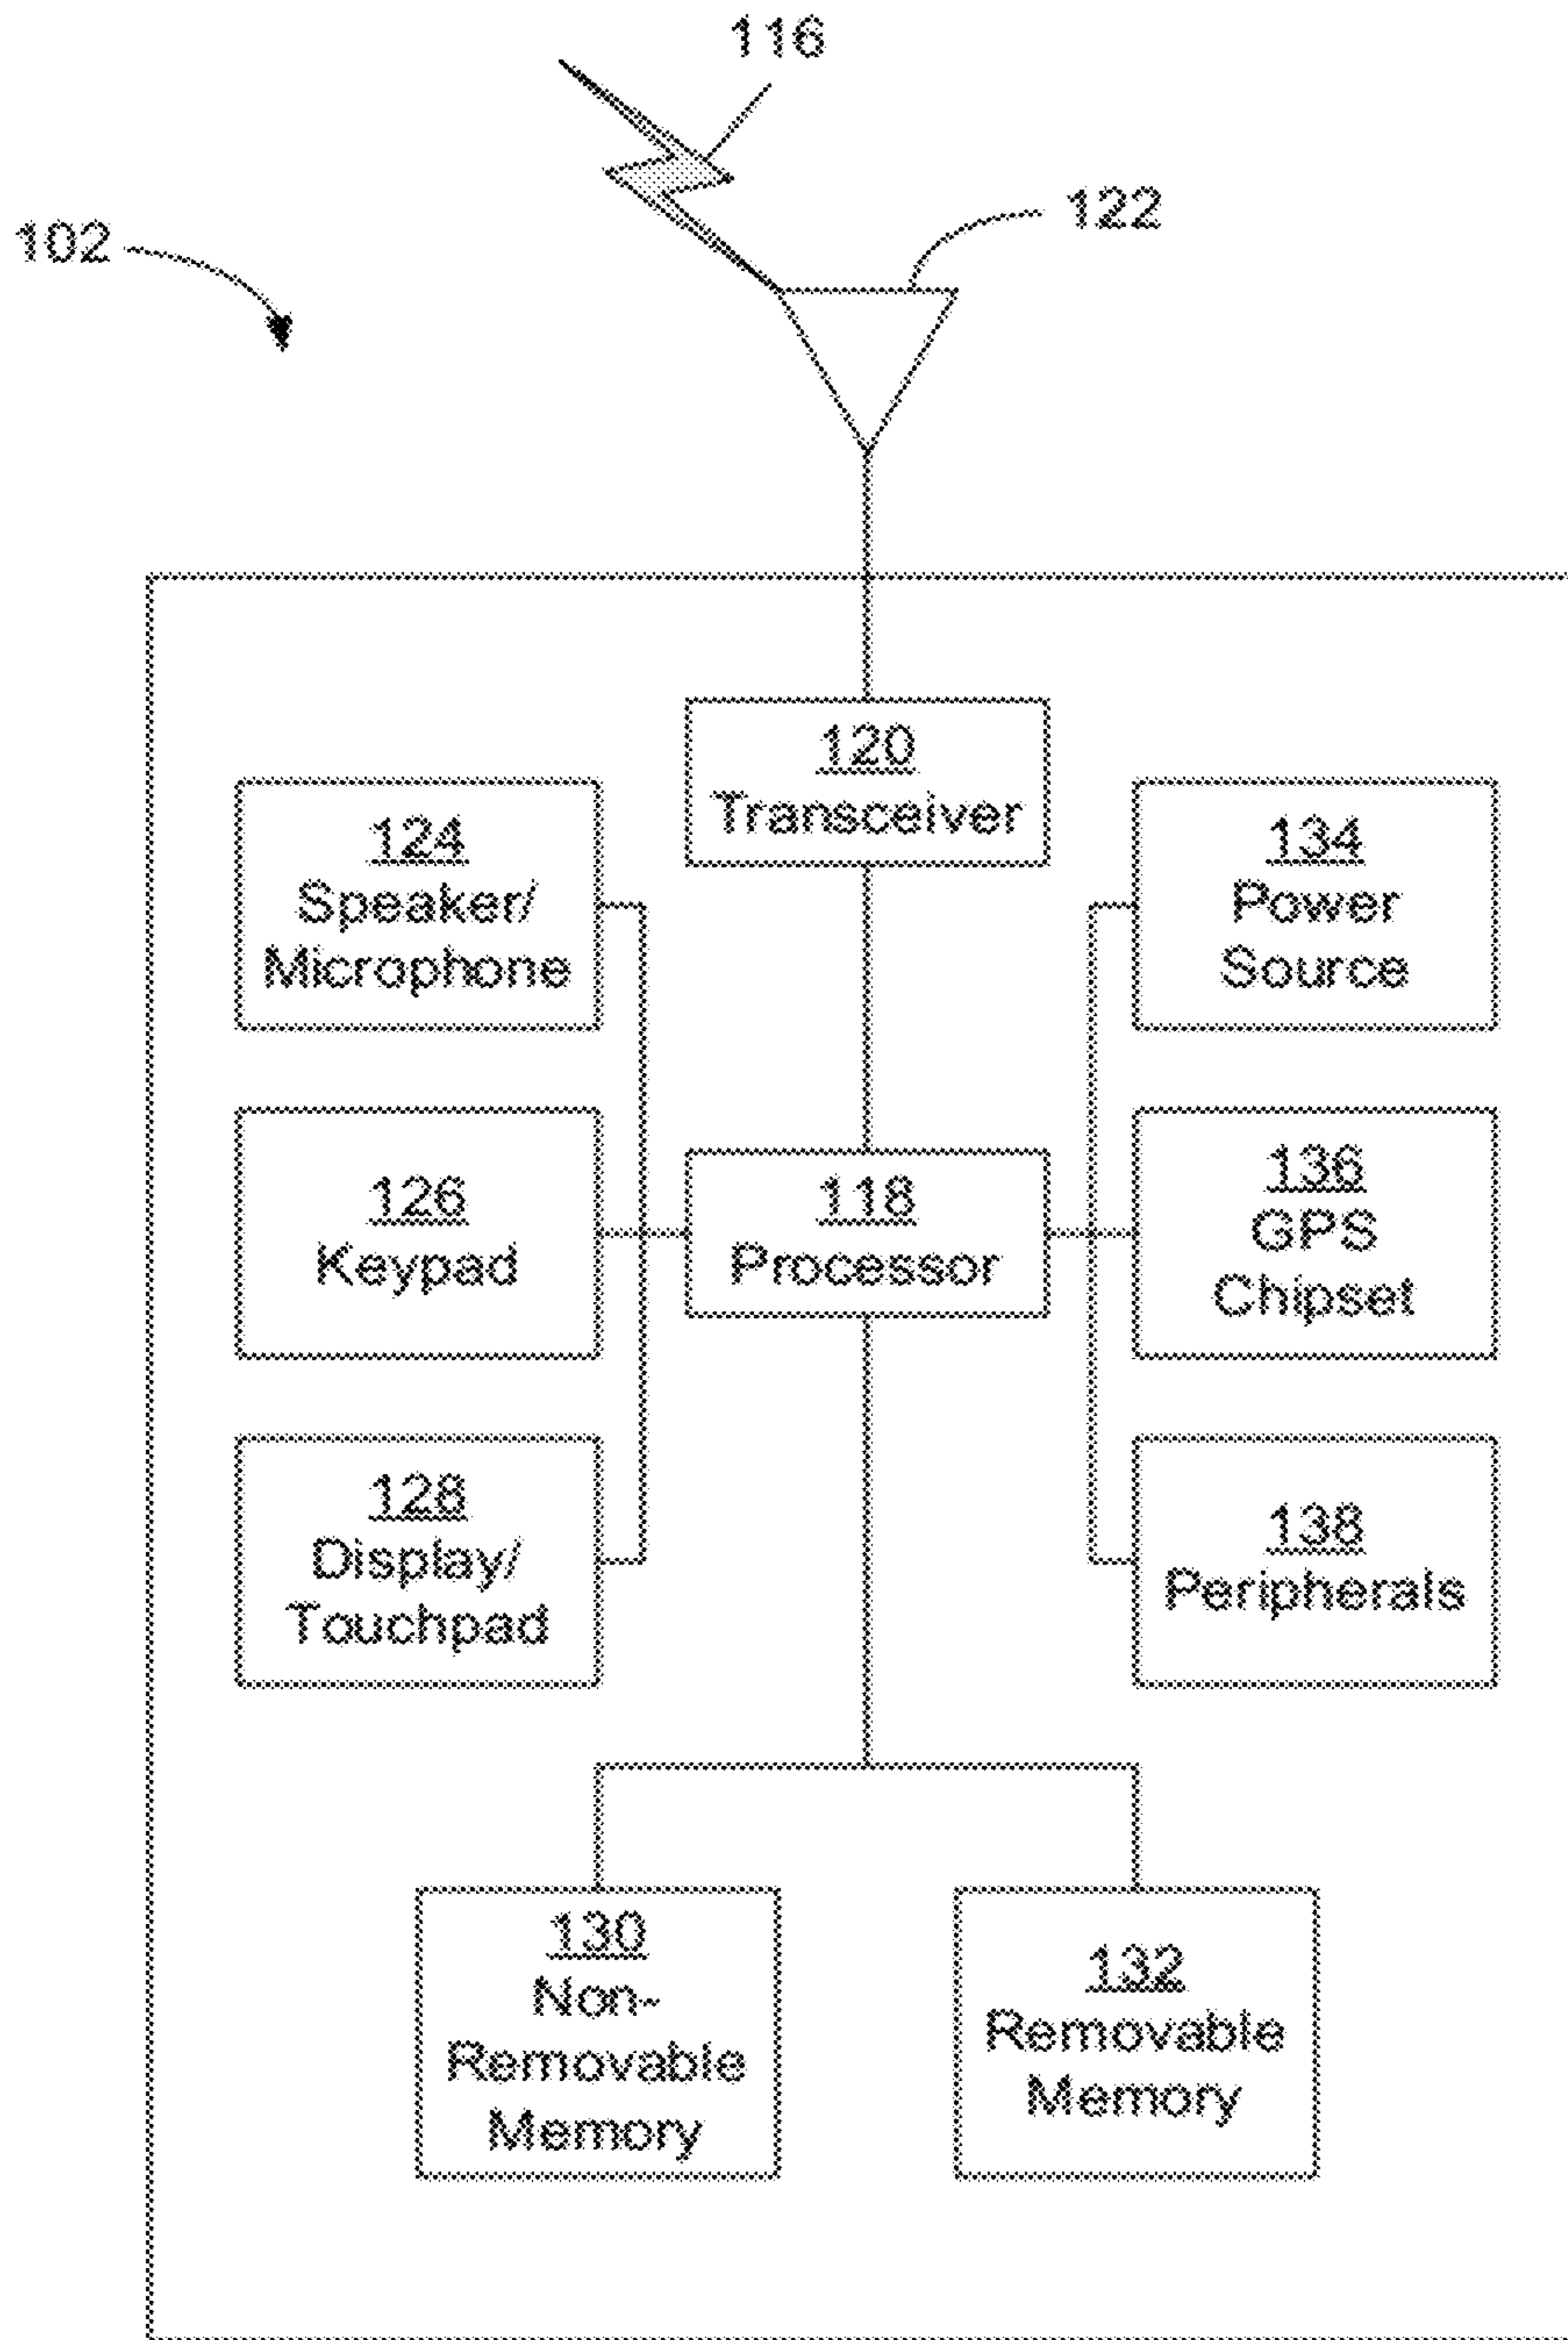 116
122
102
120
Transceiver
124
Speaker/
Microphone
134
Power
Source
126
Keypad
118
Processor
136
GPS
Chipset
128
Display/
Touchpad
138
Peripherals
130
Non-
Removable
Memory
132
Removable
Memory